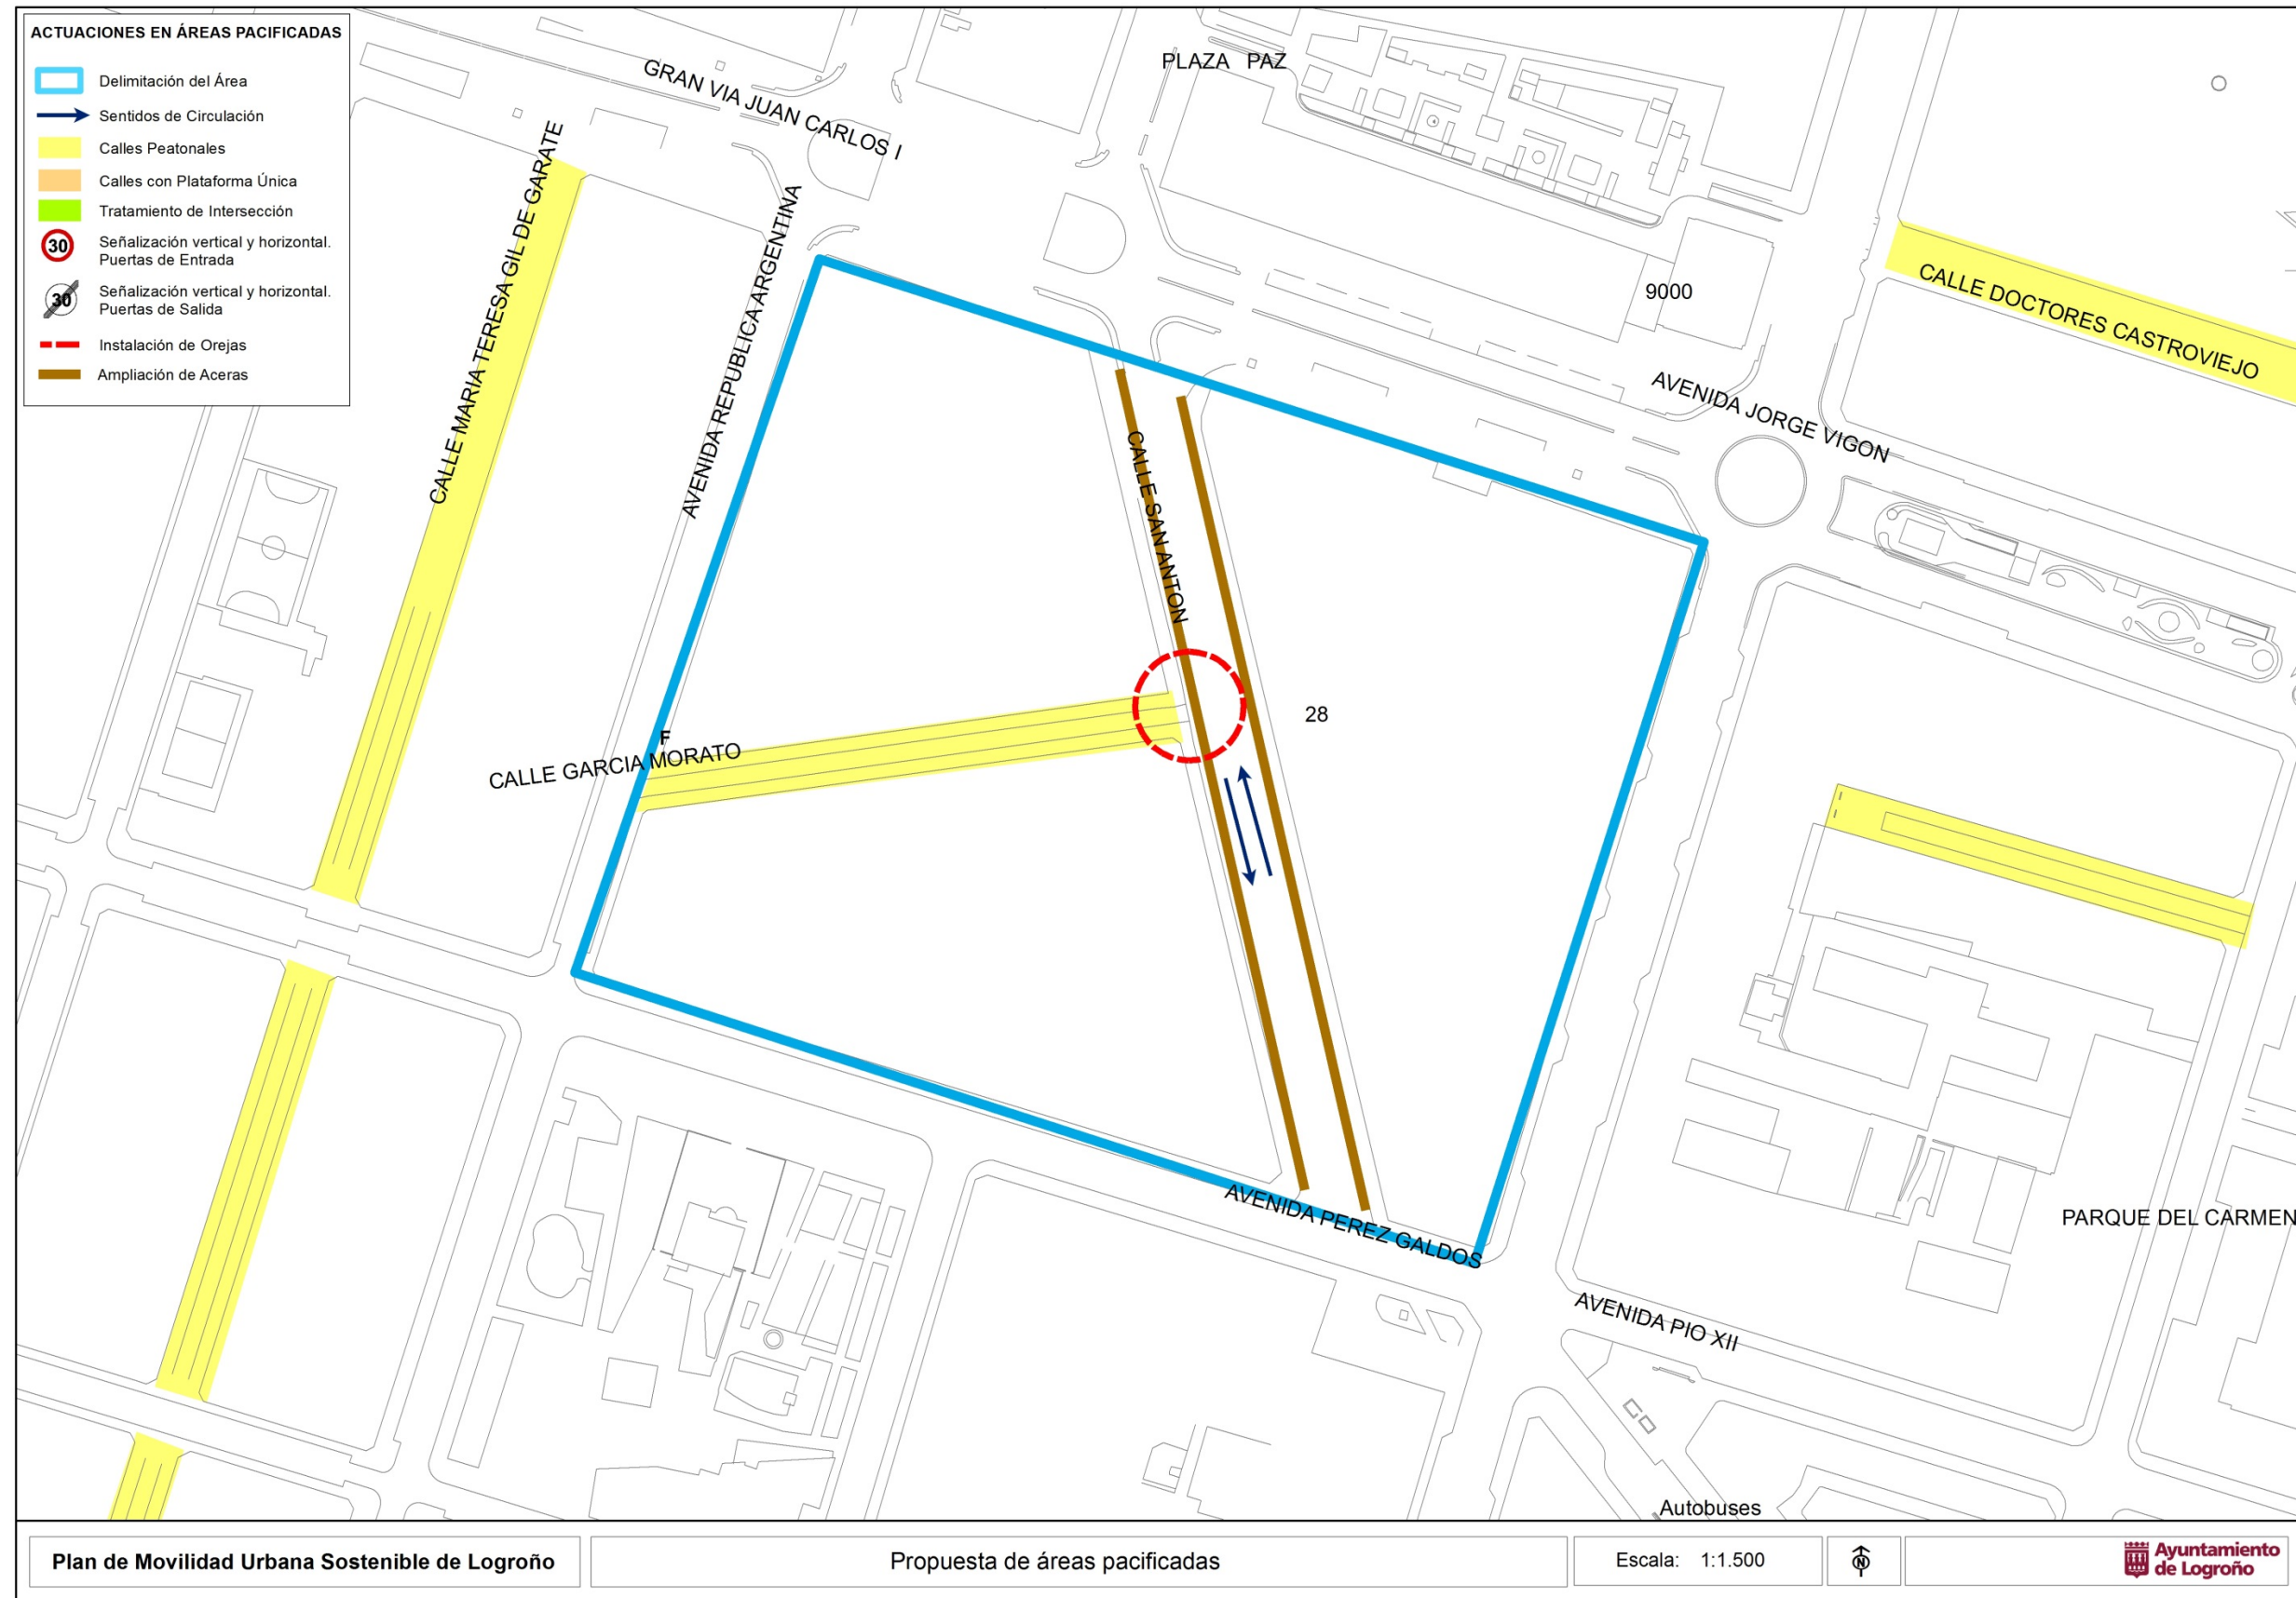 ACTUACIONES EN ÁREAS PACIFICADAS
Delimitación del Área
Sentidos de Circulación
Calles Peatonales
Calles con Plataforma Única
Tratamiento de Intersección
30
Señalización vertical y horizontal.
Puertas de Entrada
30
Señalización vertical y horizontal.
Puertas de Salida
Instalación de Orejas
Ampliación de Aceras
PLAZA PAZ
GRAN VIA JUAN CARLOS I
CALLE MARIA TERESA GIL DE GARATE
AVENIDA REPUBLICA ARGENTINA
9000
CALLE DOCTORES CASTROVIEJO
AVENIDA JORGE VIGON
CALLE SAN ANTON
28
F
CALLE GARCIA MORATO
AVENIDA PEREZ GALDOS
PARQUE DEL CARMEN
AVENIDA PIO XII
Autobuses
Plan de Movilidad Urbana Sostenible de Logroño
Propuesta de áreas pacificadas
Escala: 1:1.500
N
Ayuntamiento
de Logroño